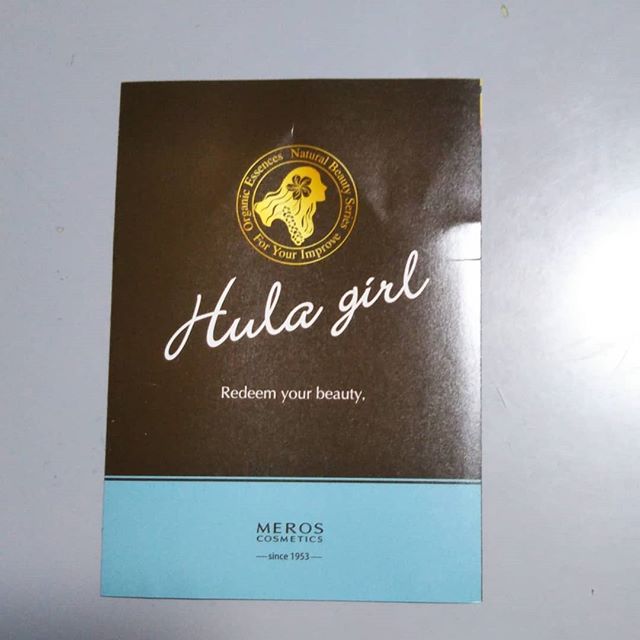 Organic Essences Natural Beauty Series
For Your Improve
Hula girl
Redeem your beauty.
MEROS
COSMETICS
—since 1953—